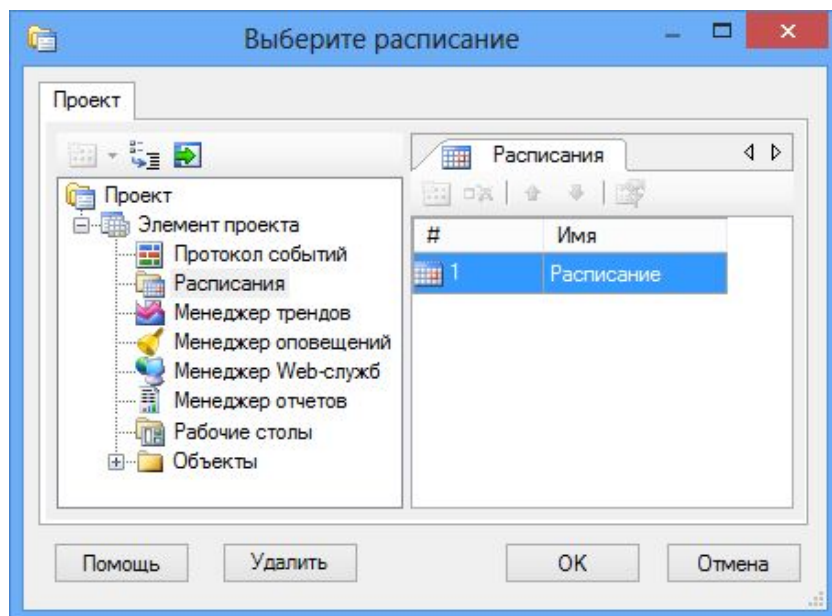 Выберите расписание
Проект
Расписания
Проект
Элемент проекта
Протокол событий
Расписания
Менеджер трендов
Менеджер оповещений
Менеджер Web-служб
Менеджер отчетов
Рабочие столы
Объекты
# Имя
1 Расписание
Помощь Удалить OK Отмена